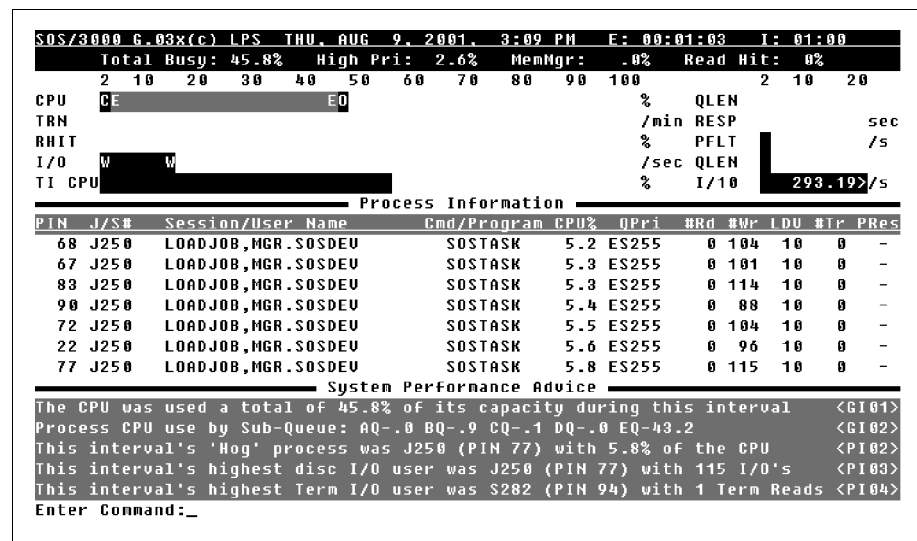 SOS/3000 G.03x(c) LPS THU, AUG 9, 2001, 3:09 PM E: 00:01:03 I: 01:00
Total Busy: 45.8% High Pri: 2.6% MemMgr: .0% Read Hit: 0%
2 10 20 30 40 50 60 70 80 90 100 2 10 20
CPU CE EO % QLEN
TRN /min RESP sec
RHIT % PFLT /s
I/O W W /sec QLEN
TI CPU % I/10 293.19>/s
Process Information
PIN J/S# Session/User Name Cmd/Program CPU% QPri #Rd #Wr LDV #Tr PRes
68 J250 LOADJOB,MGR.SOSDEV SOSTASK 5.2 ES255 0 104 10 0 -
67 J250 LOADJOB,MGR.SOSDEV SOSTASK 5.3 ES255 0 101 10 0 -
83 J250 LOADJOB,MGR.SOSDEV SOSTASK 5.3 ES255 0 114 10 0 -
90 J250 LOADJOB,MGR.SOSDEV SOSTASK 5.4 ES255 0 88 10 0 -
72 J250 LOADJOB,MGR.SOSDEV SOSTASK 5.5 ES255 0 104 10 0 -
22 J250 LOADJOB,MGR.SOSDEV SOSTASK 5.6 ES255 0 96 10 0 -
77 J250 LOADJOB,MGR.SOSDEV SOSTASK 5.8 ES255 0 115 10 0 -
System Performance Advice
The CPU was used a total of 45.8% of its capacity during this interval <GI01>
Process CPU use by Sub-Queue: AQ-.0 BQ-.9 CQ-.1 DQ-.0 EQ-43.2 <GI02>
This interval's 'Hog' process was J250 (PIN 77) with 5.8% of the CPU <PI02>
This interval's highest disc I/O user was J250 (PIN 77) with 115 I/O's <PI03>
This interval's highest Term I/O user was S282 (PIN 94) with 1 Term Reads <PI04>
Enter Command:_